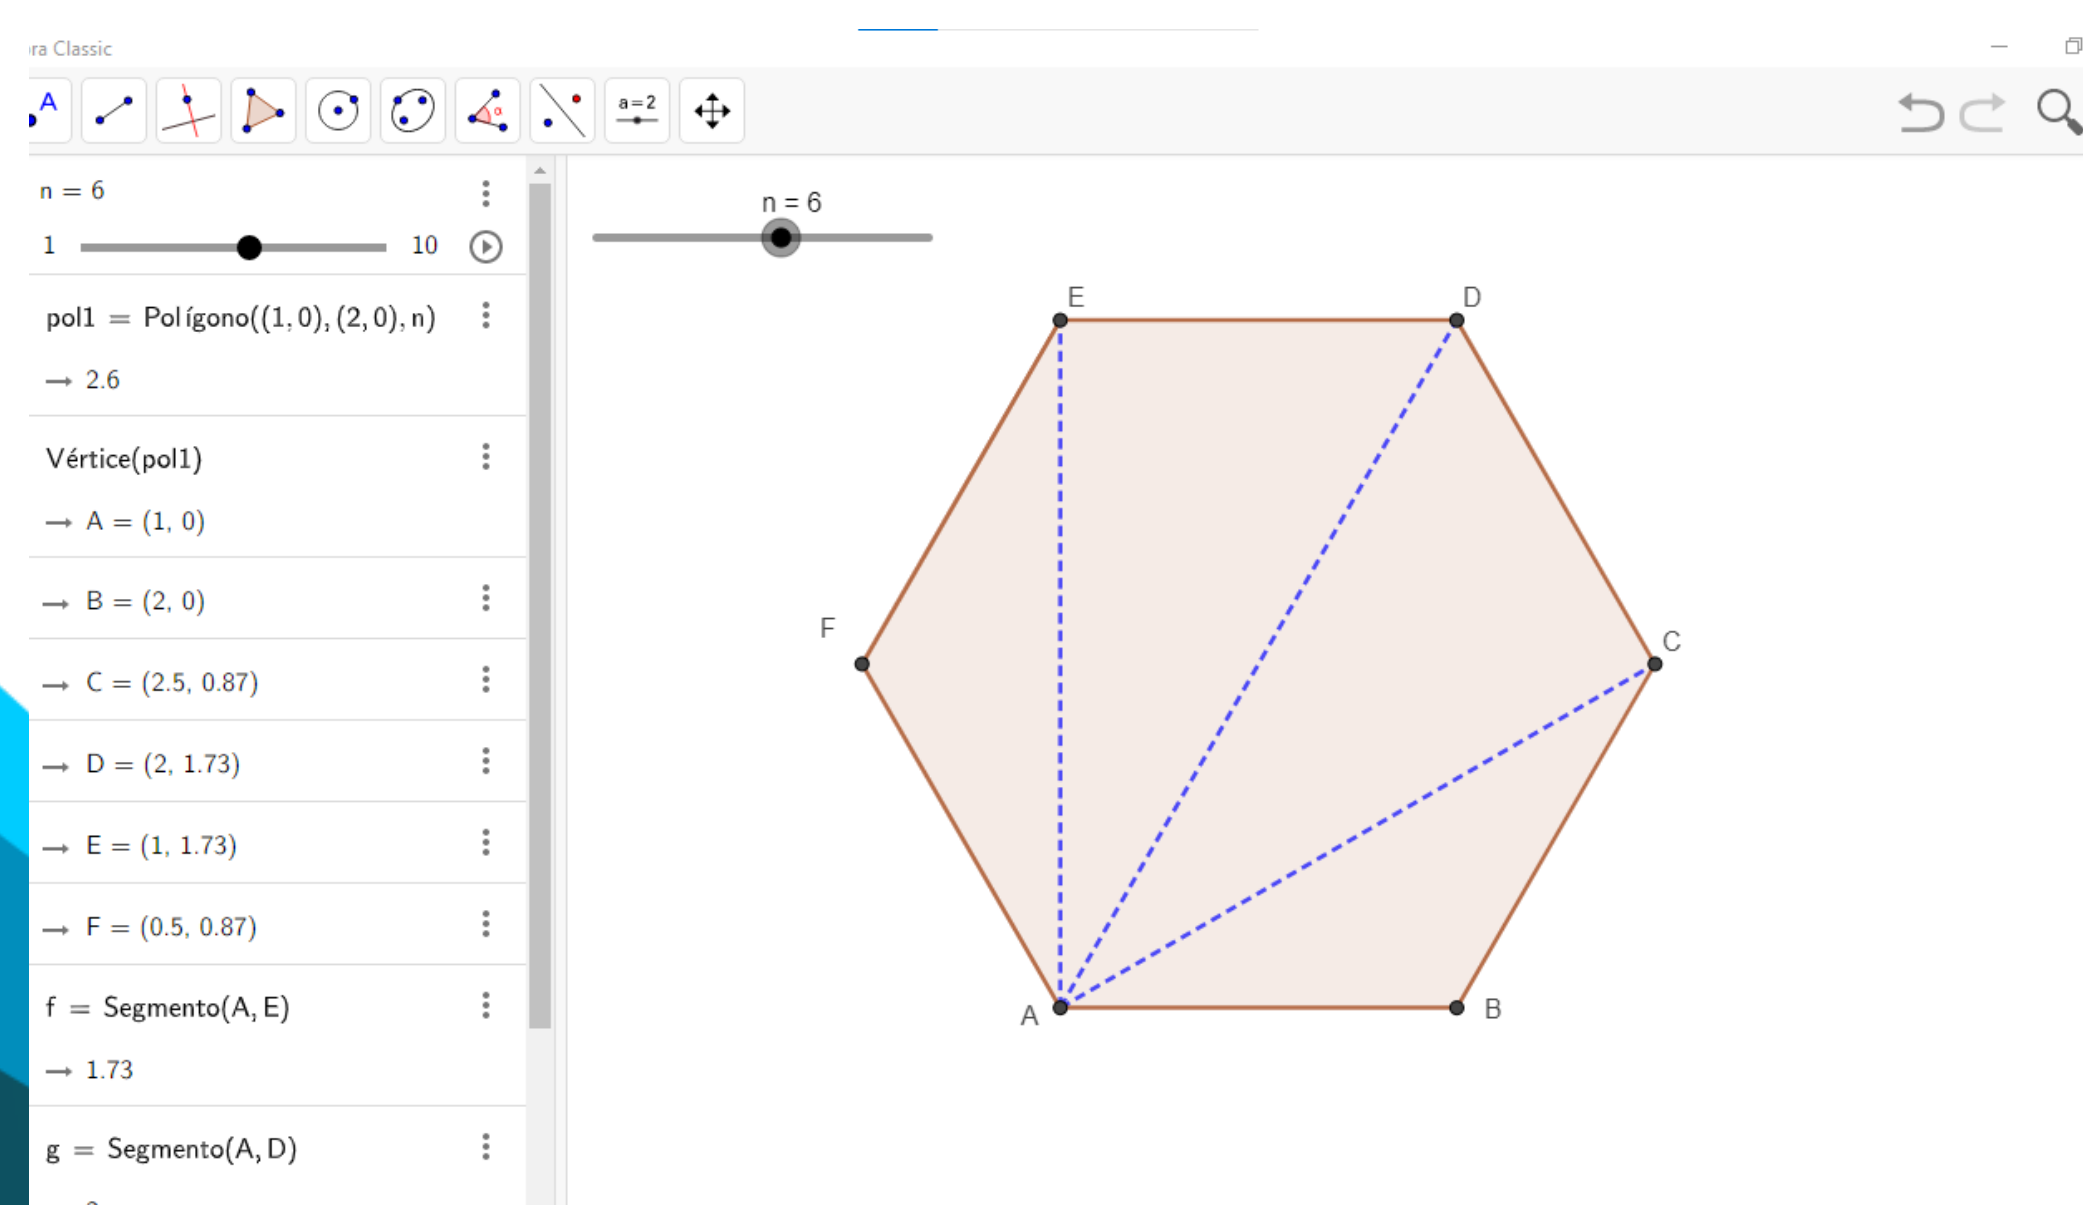 ra Classic
A
α
a=2
n = 6
1
10
pol1 = Polígono((1, 0), (2, 0), n)
→ 2.6
Vértice(pol1)
→ A = (1, 0)
→ B = (2, 0)
→ C = (2.5, 0.87)
→ D = (2, 1.73)
→ E = (1, 1.73)
→ F = (0.5, 0.87)
f = Segmento(A, E)
→ 1.73
g = Segmento(A, D)
n = 6
E
D
F
C
A
B